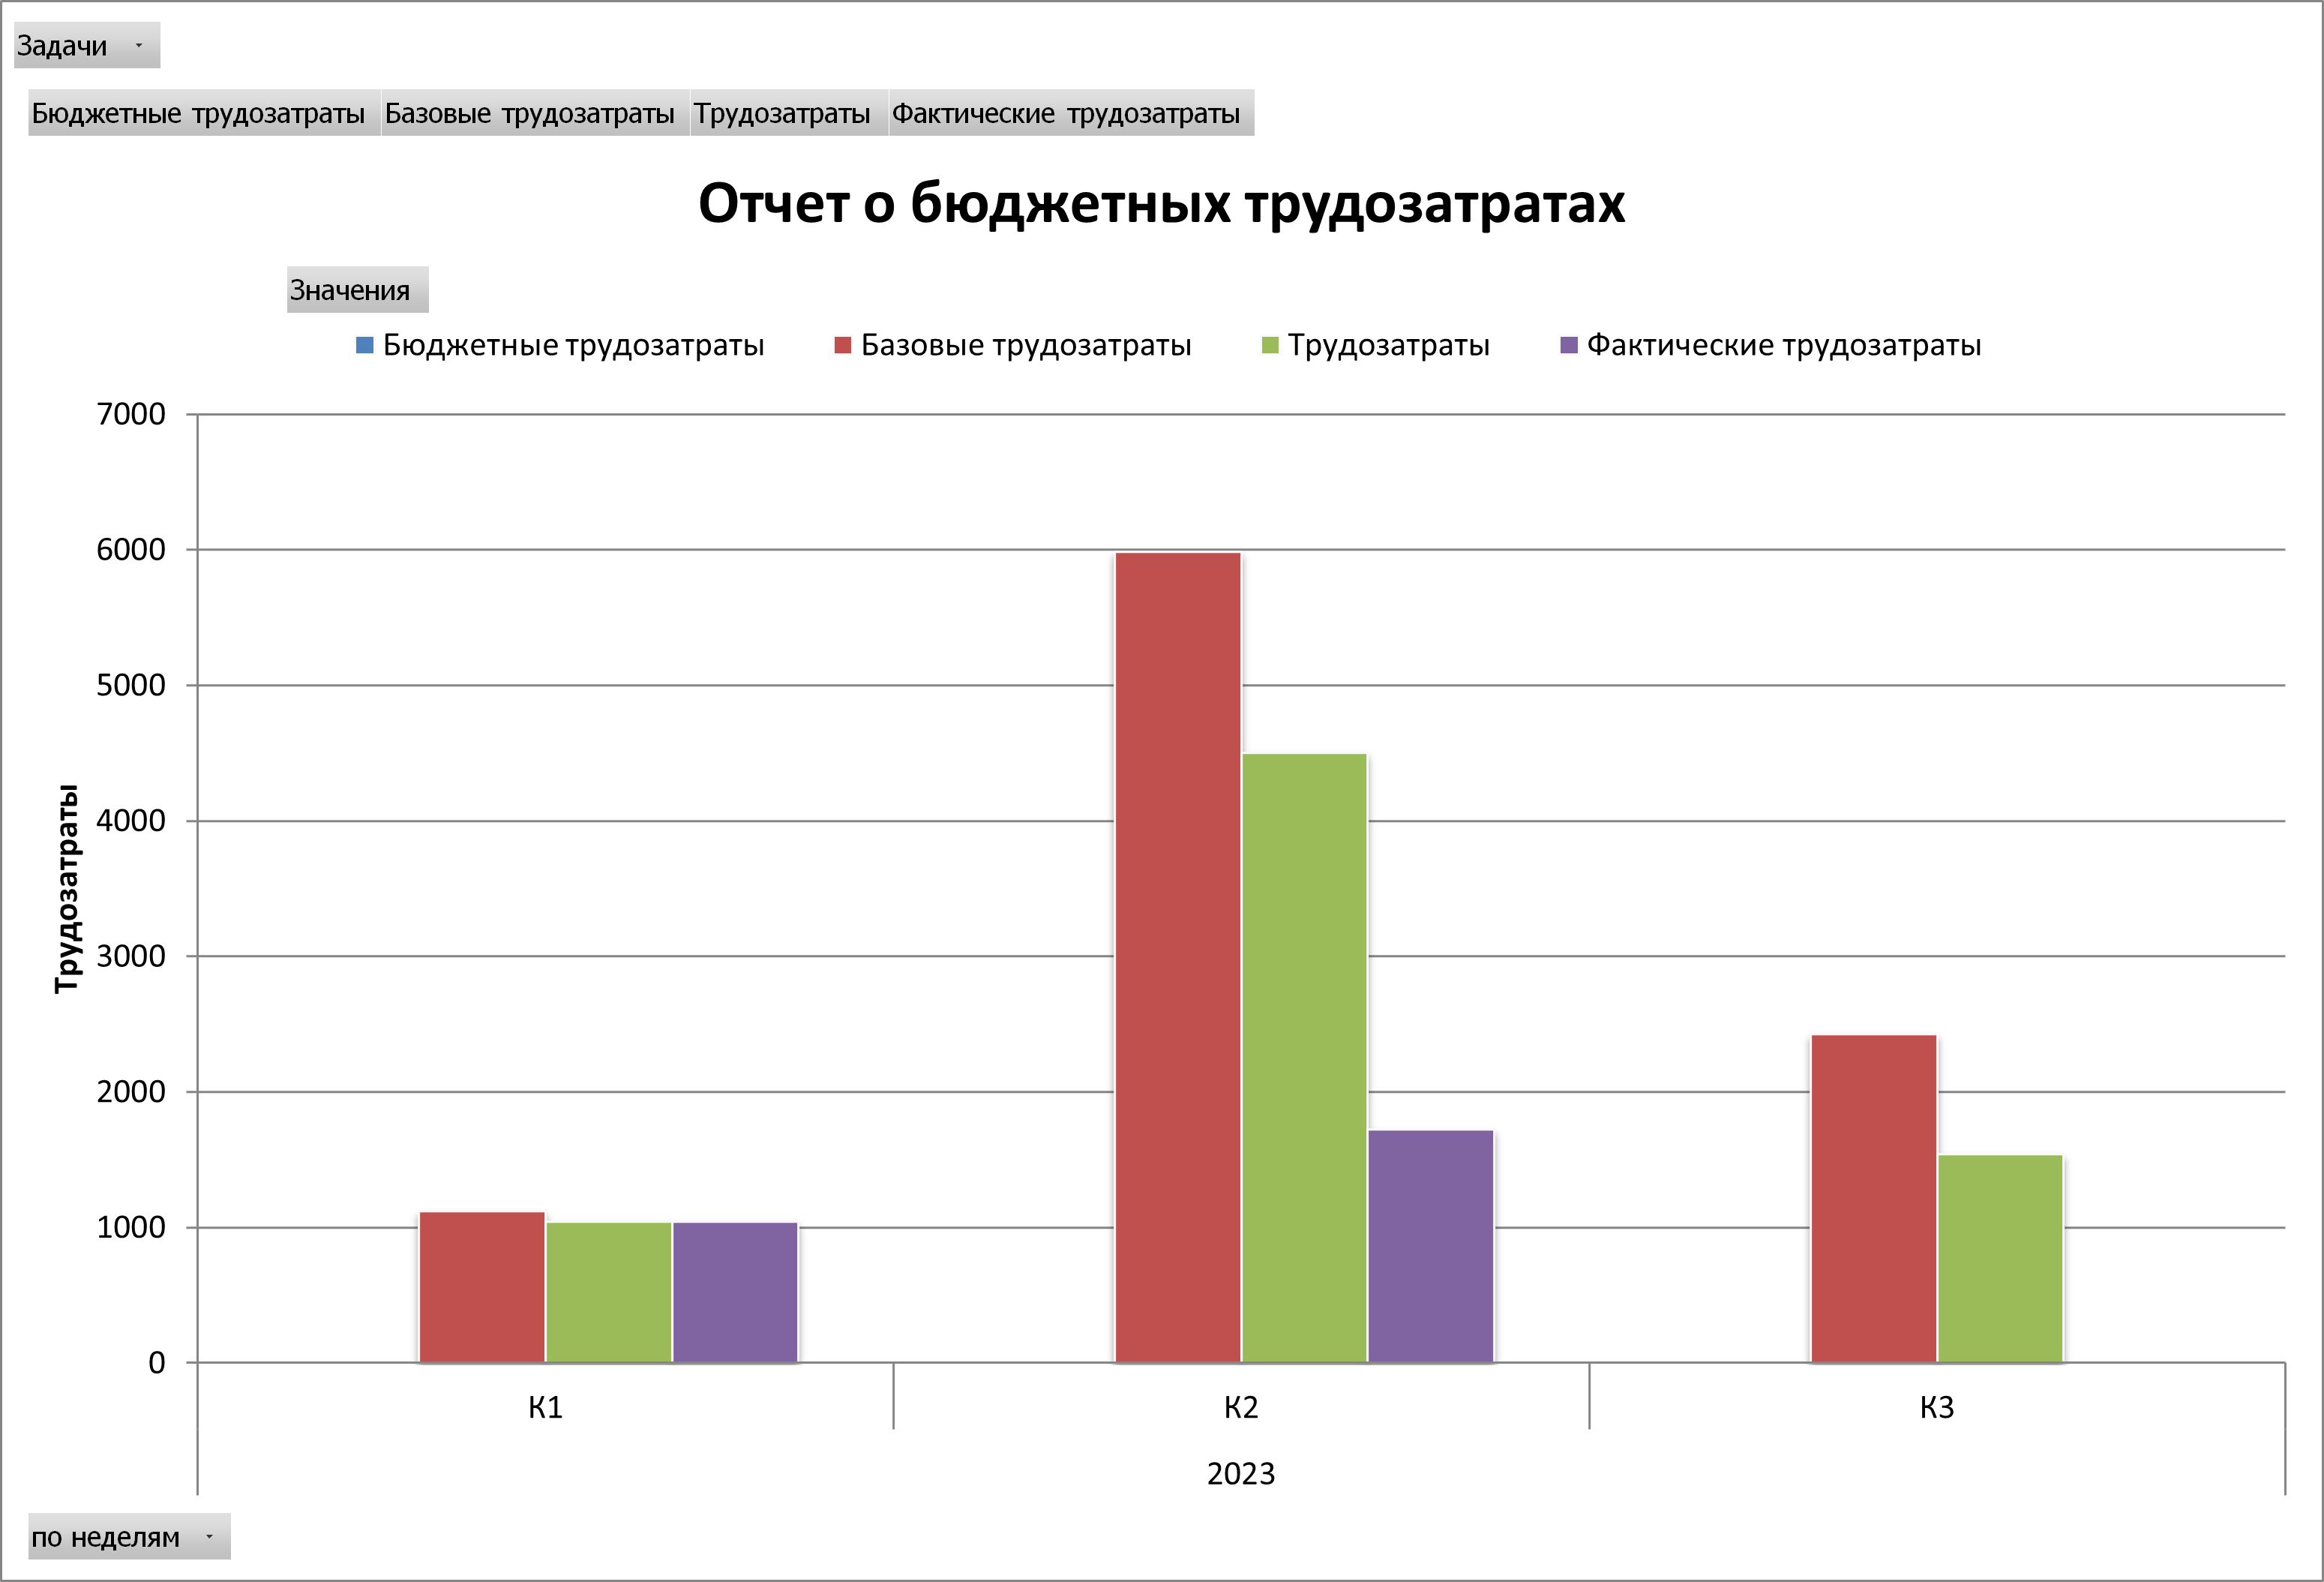 Задачи
Бюджетные трудозатраты Базовые трудозатраты Трудозатраты Фактические трудозатраты
Отчет о бюджетных трудозатратах
Значения
Бюджетные трудозатраты Базовые трудозатраты Трудозатраты Фактические трудозатраты
7000
6000
5000
4000
3000
2000
1000
0
Трудозатраты
К1 К2 К3
2023
по неделям